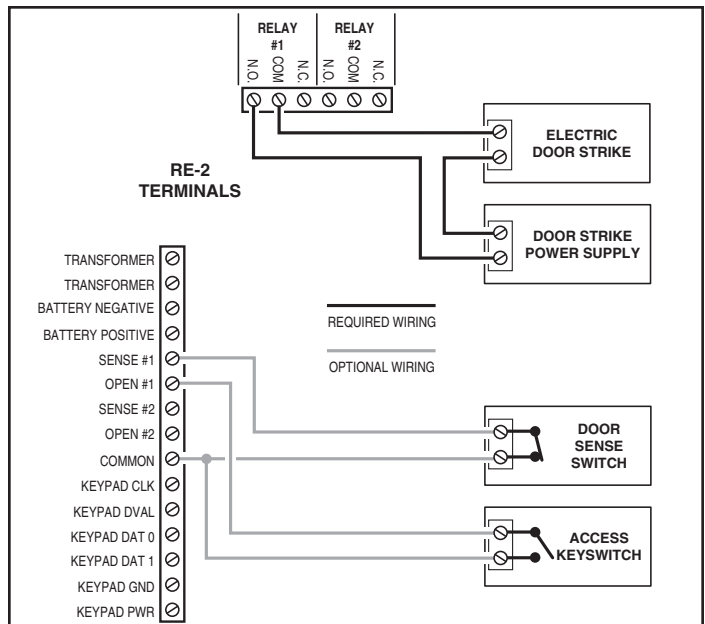 RELAY
#1
RELAY
#2
N.O.
COM
N.C.
N.O.
COM
N.C.
ELECTRIC
DOOR STRIKE
RE-2
TERMINALS
DOOR STRIKE
POWER SUPPLY
TRANSFORMER
TRANSFORMER
BATTERY NEGATIVE
BATTERY POSITIVE
SENSE #1
OPEN #1
SENSE #2
OPEN #2
COMMON
KEYPAD CLK
KEYPAD DVAL
KEYPAD DAT 0
KEYPAD DAT 1
KEYPAD GND
KEYPAD PWR
REQUIRED WIRING
OPTIONAL WIRING
DOOR
SENSE
SWITCH
ACCESS
KEYSWITCH